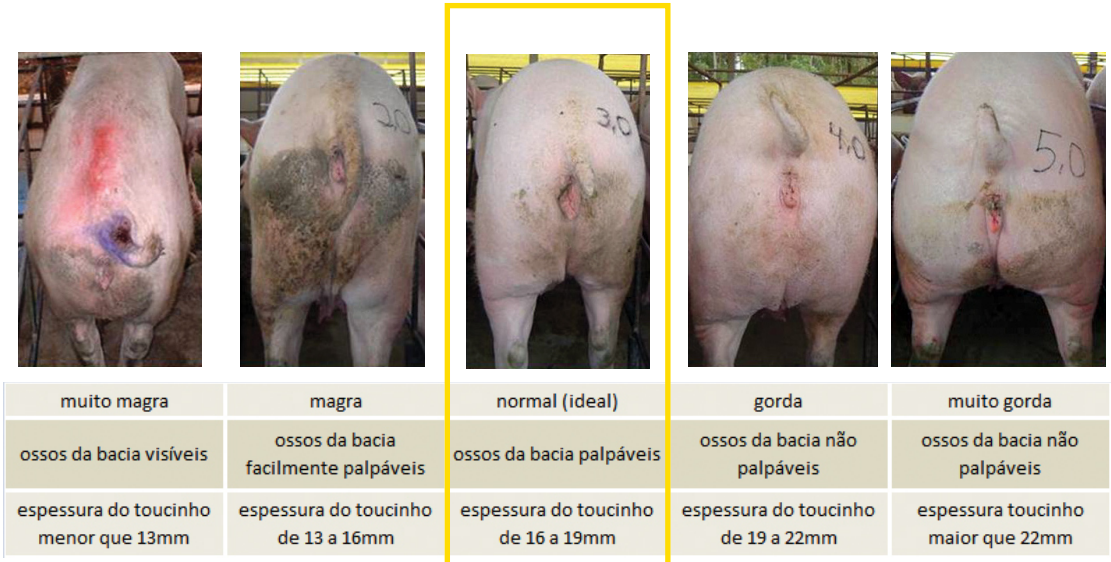 2,0
3,0
4,0
5,0
muito magra
magra
normal (ideal)
gorda
muito gorda
ossos da bacia visíveis
ossos da bacia
facilmente palpáveis
ossos da bacia palpáveis
ossos da bacia não
palpáveis
ossos da bacia não
palpáveis
espessura do toucinho
menor que 13mm
espessura do toucinho
de 13 a 16mm
espessura do toucinho
de 16 a 19mm
espessura do toucinho
de 19 a 22mm
espessura toucinho
maior que 22mm